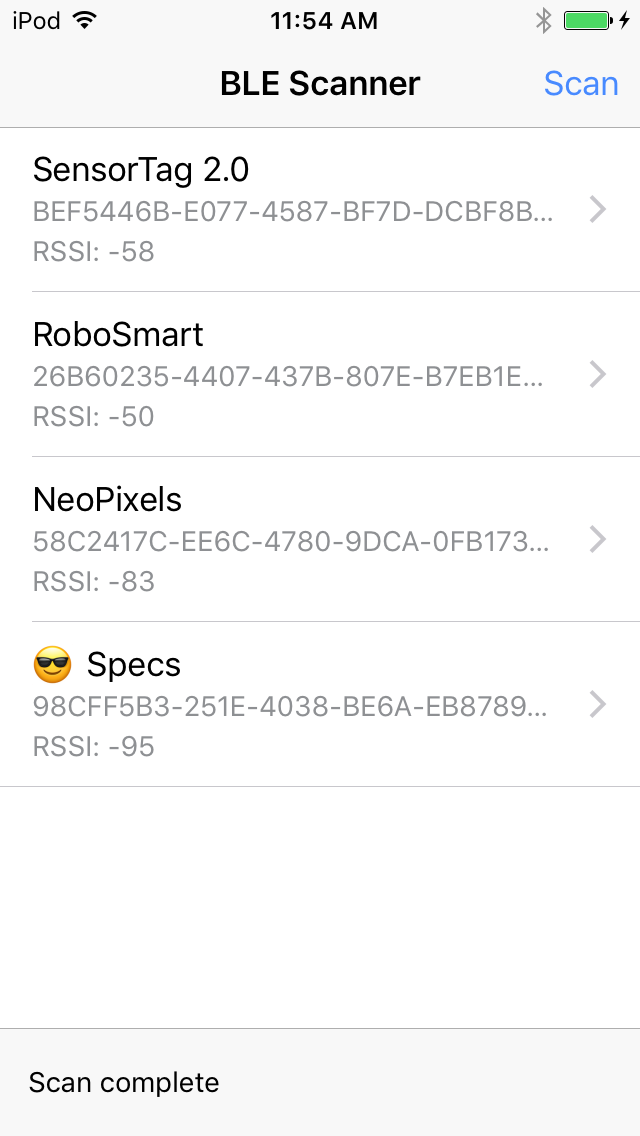 iPod 11:54 AM
BLE Scanner Scan
SensorTag 2.0
BEF5446B-E077-4587-BF7D-DCBF8B...
RSSI: -58
RoboSmart
26B60235-4407-437B-807E-B7EB1E...
RSSI: -50
NeoPixels
58C2417C-EE6C-4780-9DCA-0FB173...
RSSI: -83
😎 Specs
98CFF5B3-251E-4038-BE6A-EB8789...
RSSI: -95
Scan complete